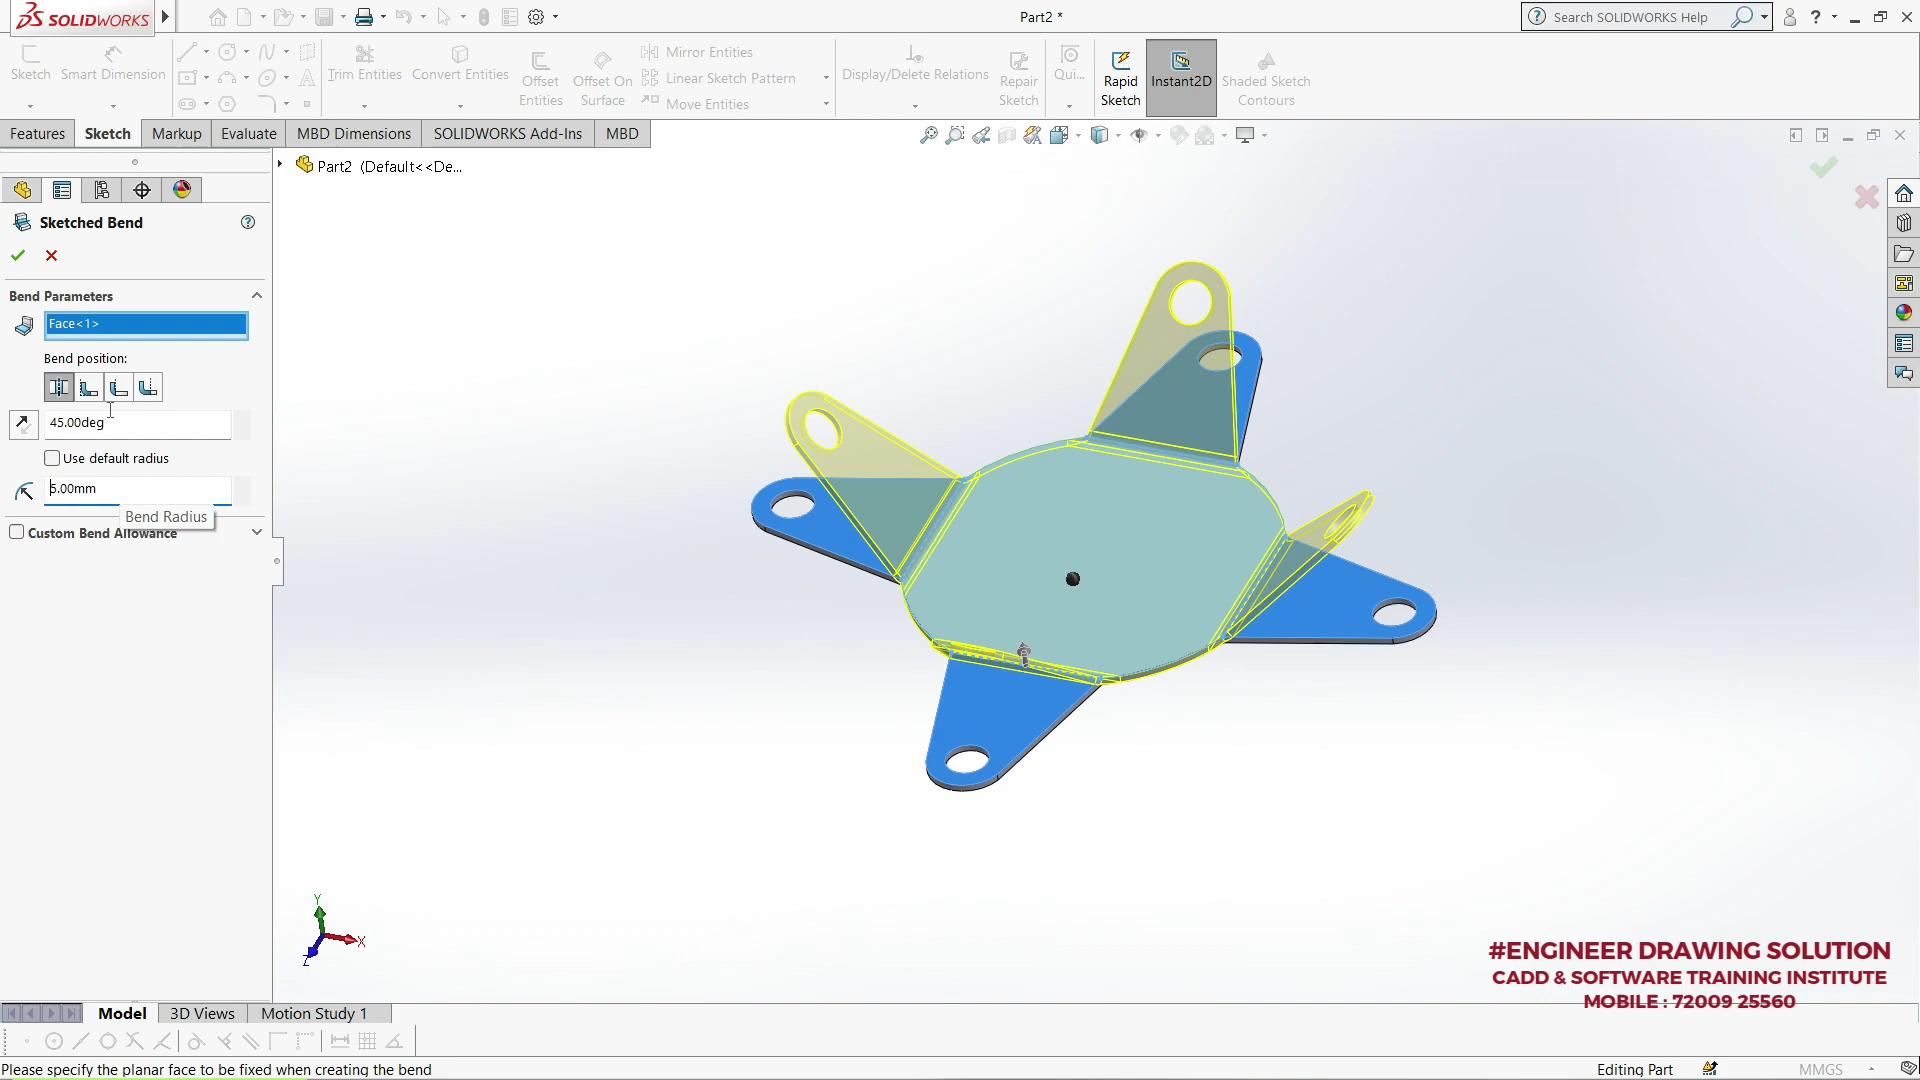 SOLIDWORKS
Part2 *
Search SOLIDWORKS Help
Sketch
Smart Dimension
Trim Entities
Convert Entities
Offset Entities
Offset On Surface
Mirror Entities
Linear Sketch Pattern
Move Entities
Display/Delete Relations
Repair Sketch
Qui...
Rapid Sketch
Instant2D
Shaded Sketch Contours
Features
Sketch
Markup
Evaluate
MBD Dimensions
SOLIDWORKS Add-Ins
MBD
Part2 (Default<<De...
Sketched Bend
Bend Parameters
Face<1>
Bend position:
45.00deg
Use default radius
5.00mm
Bend Radius
Custom Bend Allowance
Y
X
Z
#ENGINEER DRAWING SOLUTION
CADD & SOFTWARE TRAINING INSTITUTE
MOBILE : 72009 25560
Model
3D Views
Motion Study 1
Please specify the planar face to be fixed when creating the bend
Editing Part
MMGS